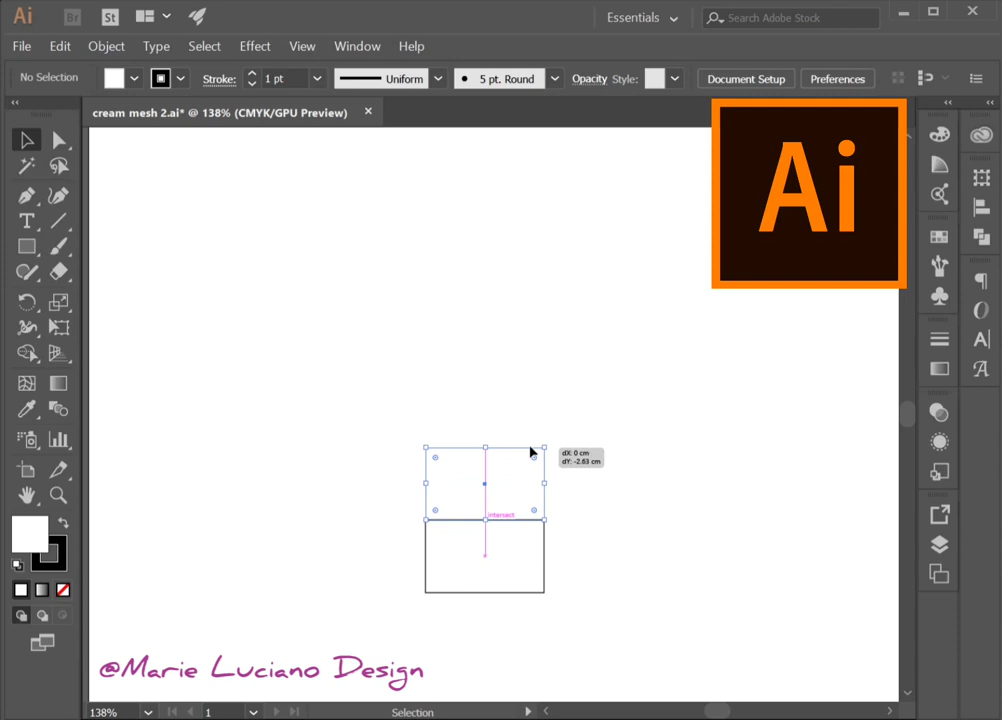 Ai Br St Essentials Search Adobe Stock
File Edit Object Type Select Effect View Window Help
No Selection Stroke: 1 pt Uniform 5 pt. Round Opacity Style: Document Setup Preferences
cream mesh 2.ai* @ 138% (CMYK/GPU Preview)
Ai
dX: 0 cm
dY: -2.63 cm
intersect
@Marie Luciano Design
138% 1 Selection